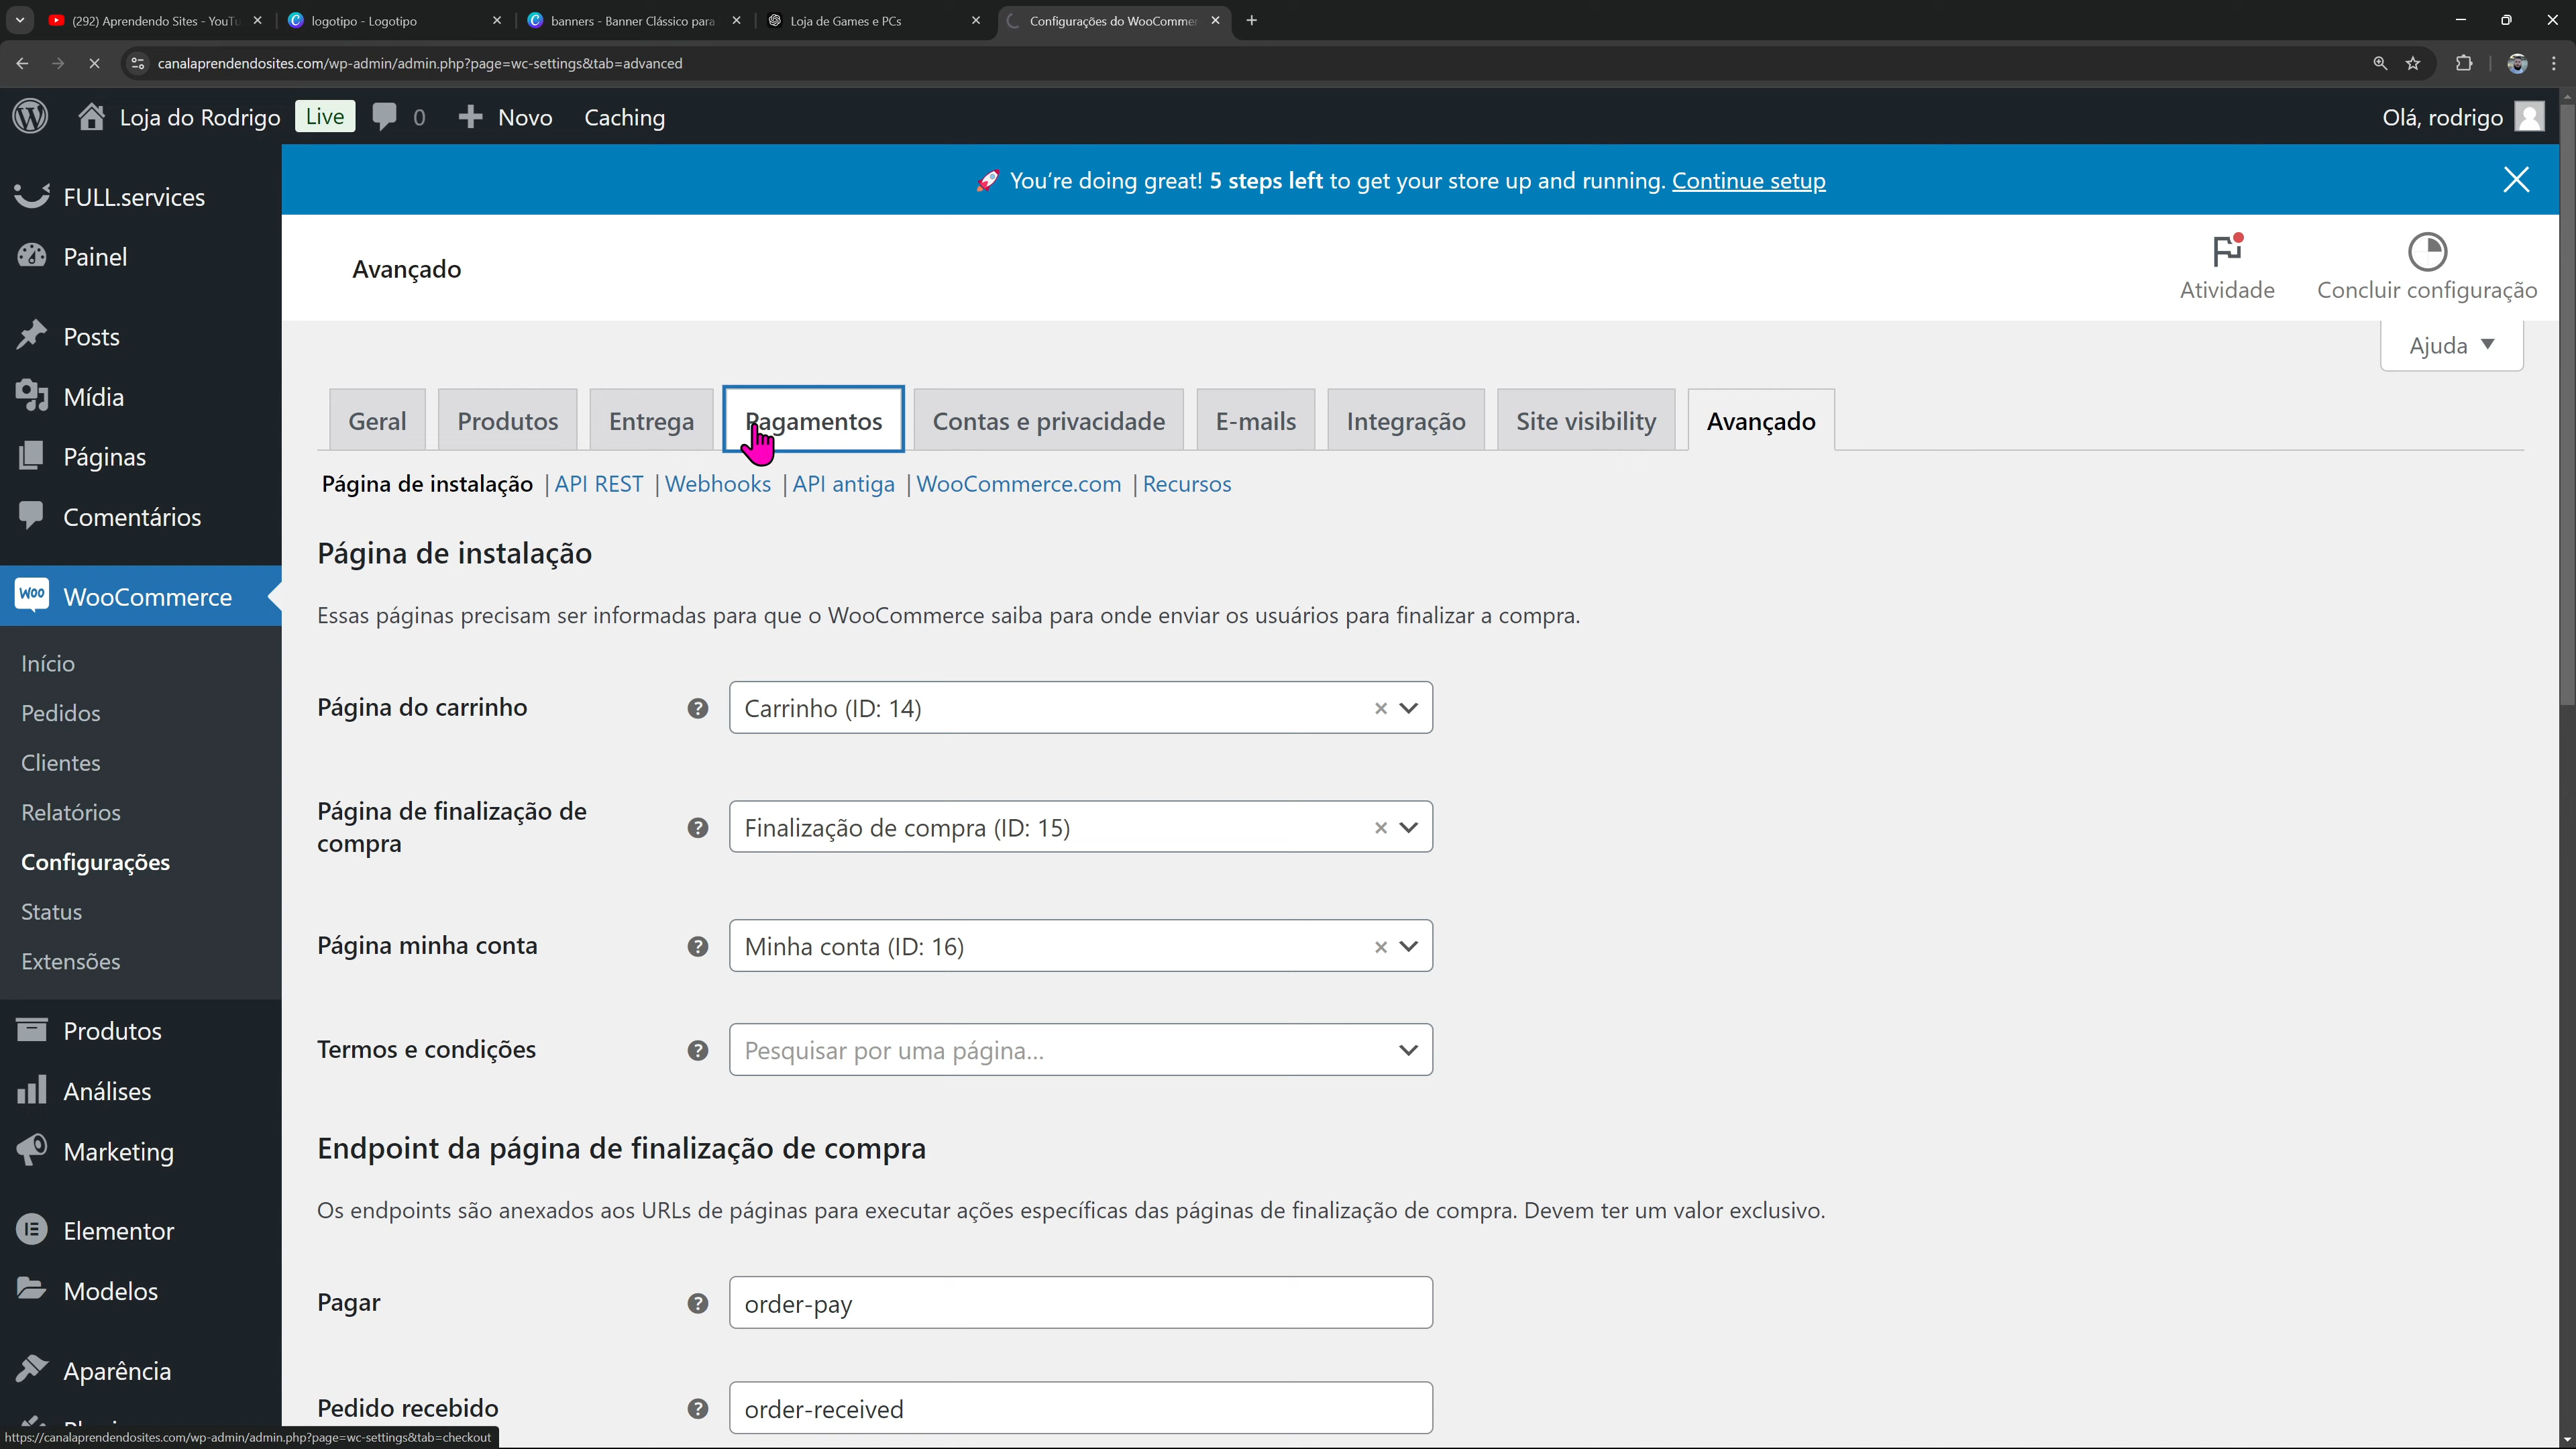 (292) Aprendendo Sites - YouTu
logotipo - Logotipo
banners - Banner Clássico para
Loja de Games e PCs
Configurações do WooCommer
canalaprendendosites.com/wp-admin/admin.php?page=wc-settings&tab=advanced
Loja do Rodrigo
Live
0
Novo
Caching
Olá, rodrigo
FULL.services
Painel
Posts
Mídia
Páginas
Comentários
WOO
WooCommerce
Início
Pedidos
Clientes
Relatórios
Configurações
Status
Extensões
Produtos
Análises
Marketing
Elementor
Modelos
Aparência
You're doing great! 5 steps left to get your store up and running. Continue setup
Avançado
Atividade
Concluir configuração
Ajuda
Geral
Produtos
Entrega
Pagamentos
Contas e privacidade
E-mails
Integração
Site visibility
Avançado
Página de instalação | API REST | Webhooks | API antiga | WooCommerce.com | Recursos
Página de instalação
Essas páginas precisam ser informadas para que o WooCommerce saiba para onde enviar os usuários para finalizar a compra.
Página do carrinho
Carrinho (ID: 14)
Página de finalização de
compra
Finalização de compra (ID: 15)
Página minha conta
Minha conta (ID: 16)
Termos e condições
Pesquisar por uma página...
Endpoint da página de finalização de compra
Os endpoints são anexados aos URLs de páginas para executar ações específicas das páginas de finalização de compra. Devem ter um valor exclusivo.
Pagar
order-pay
Pedido recebido
order-received
https://canalaprendendosites.com/wp-admin/admin.php?page=wc-settings&tab=checkout